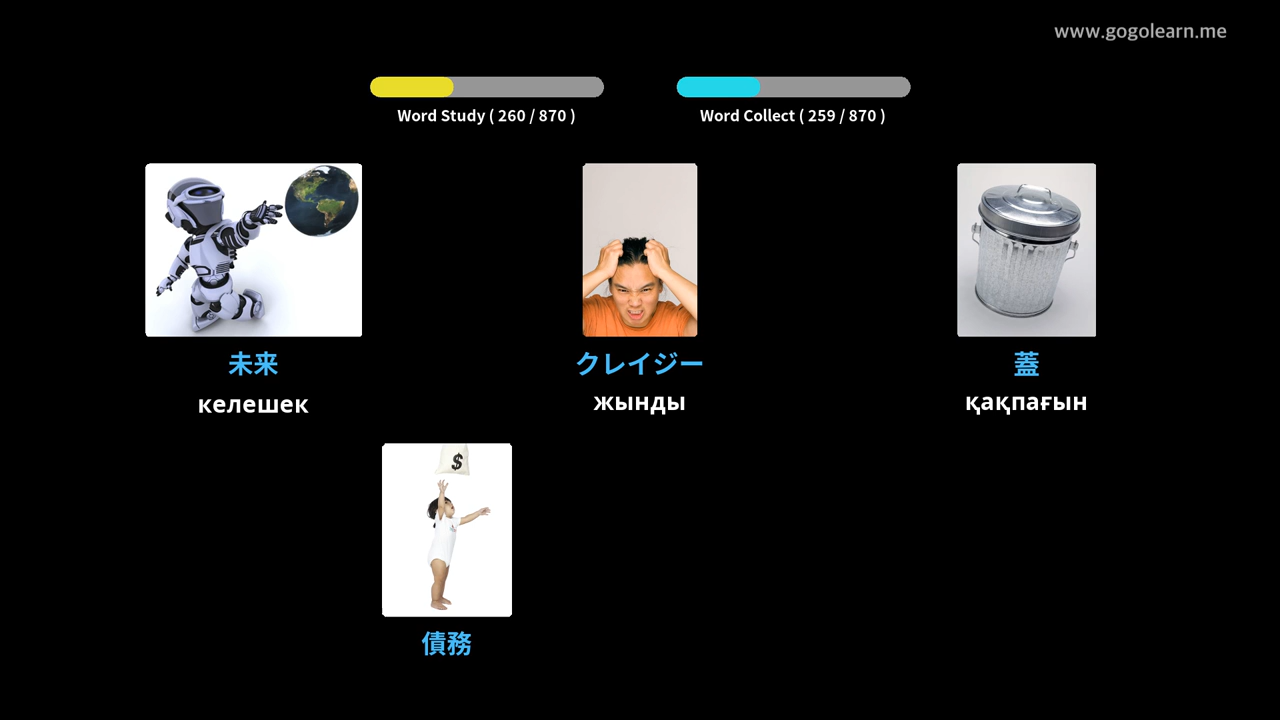 www.gogolearn.me
Word Study ( 260 / 870 )
Word Collect ( 259 / 870 )
未来
クレイジー
蓋
келешек
жынды
қақпағын
$
債務